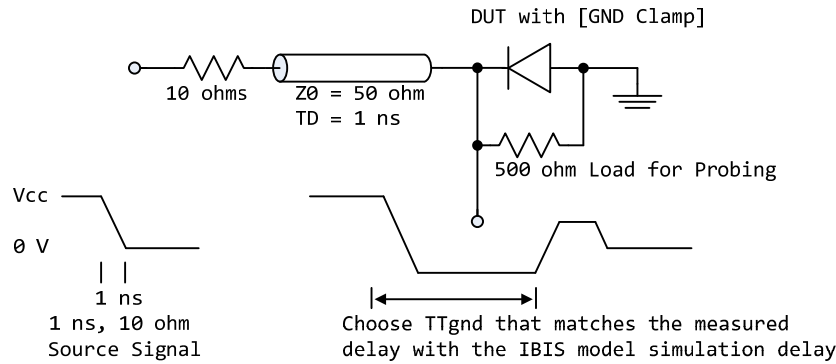 DUT with [GND Clamp]
10 ohms
Z0 = 50 ohm
TD = 1 ns
500 ohm Load for Probing
Vcc
0 V
1 ns
1 ns, 10 ohm
Source Signal
Choose TTgnd that matches the measured
delay with the IBIS model simulation delay